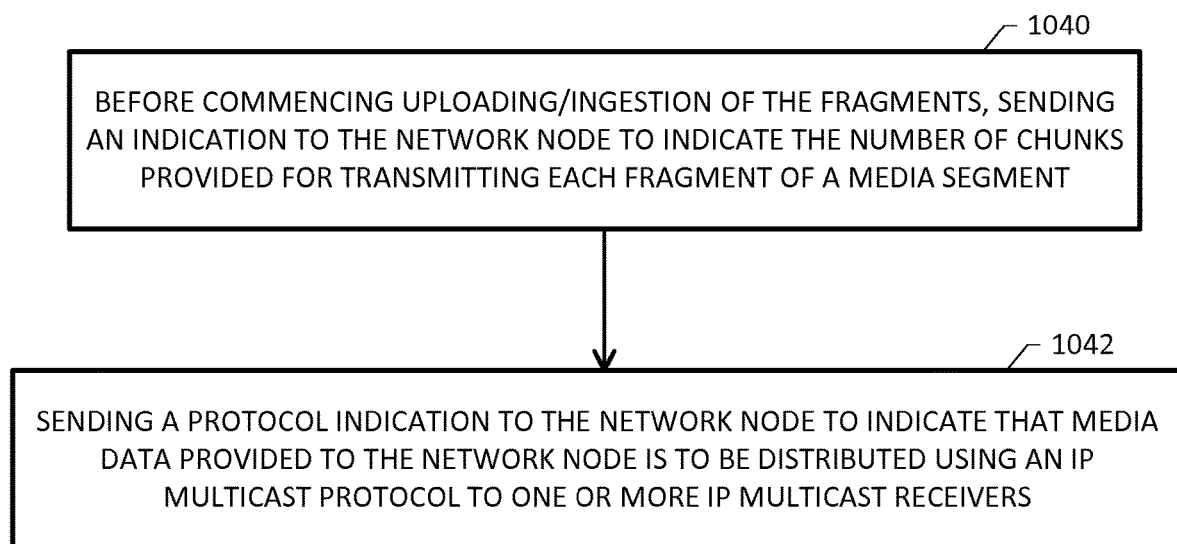 1040
BEFORE COMMENCING UPLOADING/INGESTION OF THE FRAGMENTS, SENDING
AN INDICATION TO THE NETWORK NODE TO INDICATE THE NUMBER OF CHUNKS
PROVIDED FOR TRANSMITTING EACH FRAGMENT OF A MEDIA SEGMENT
1042
SENDING A PROTOCOL INDICATION TO THE NETWORK NODE TO INDICATE THAT MEDIA
DATA PROVIDED TO THE NETWORK NODE IS TO BE DISTRIBUTED USING AN IP
MULTICAST PROTOCOL TO ONE OR MORE IP MULTICAST RECEIVERS